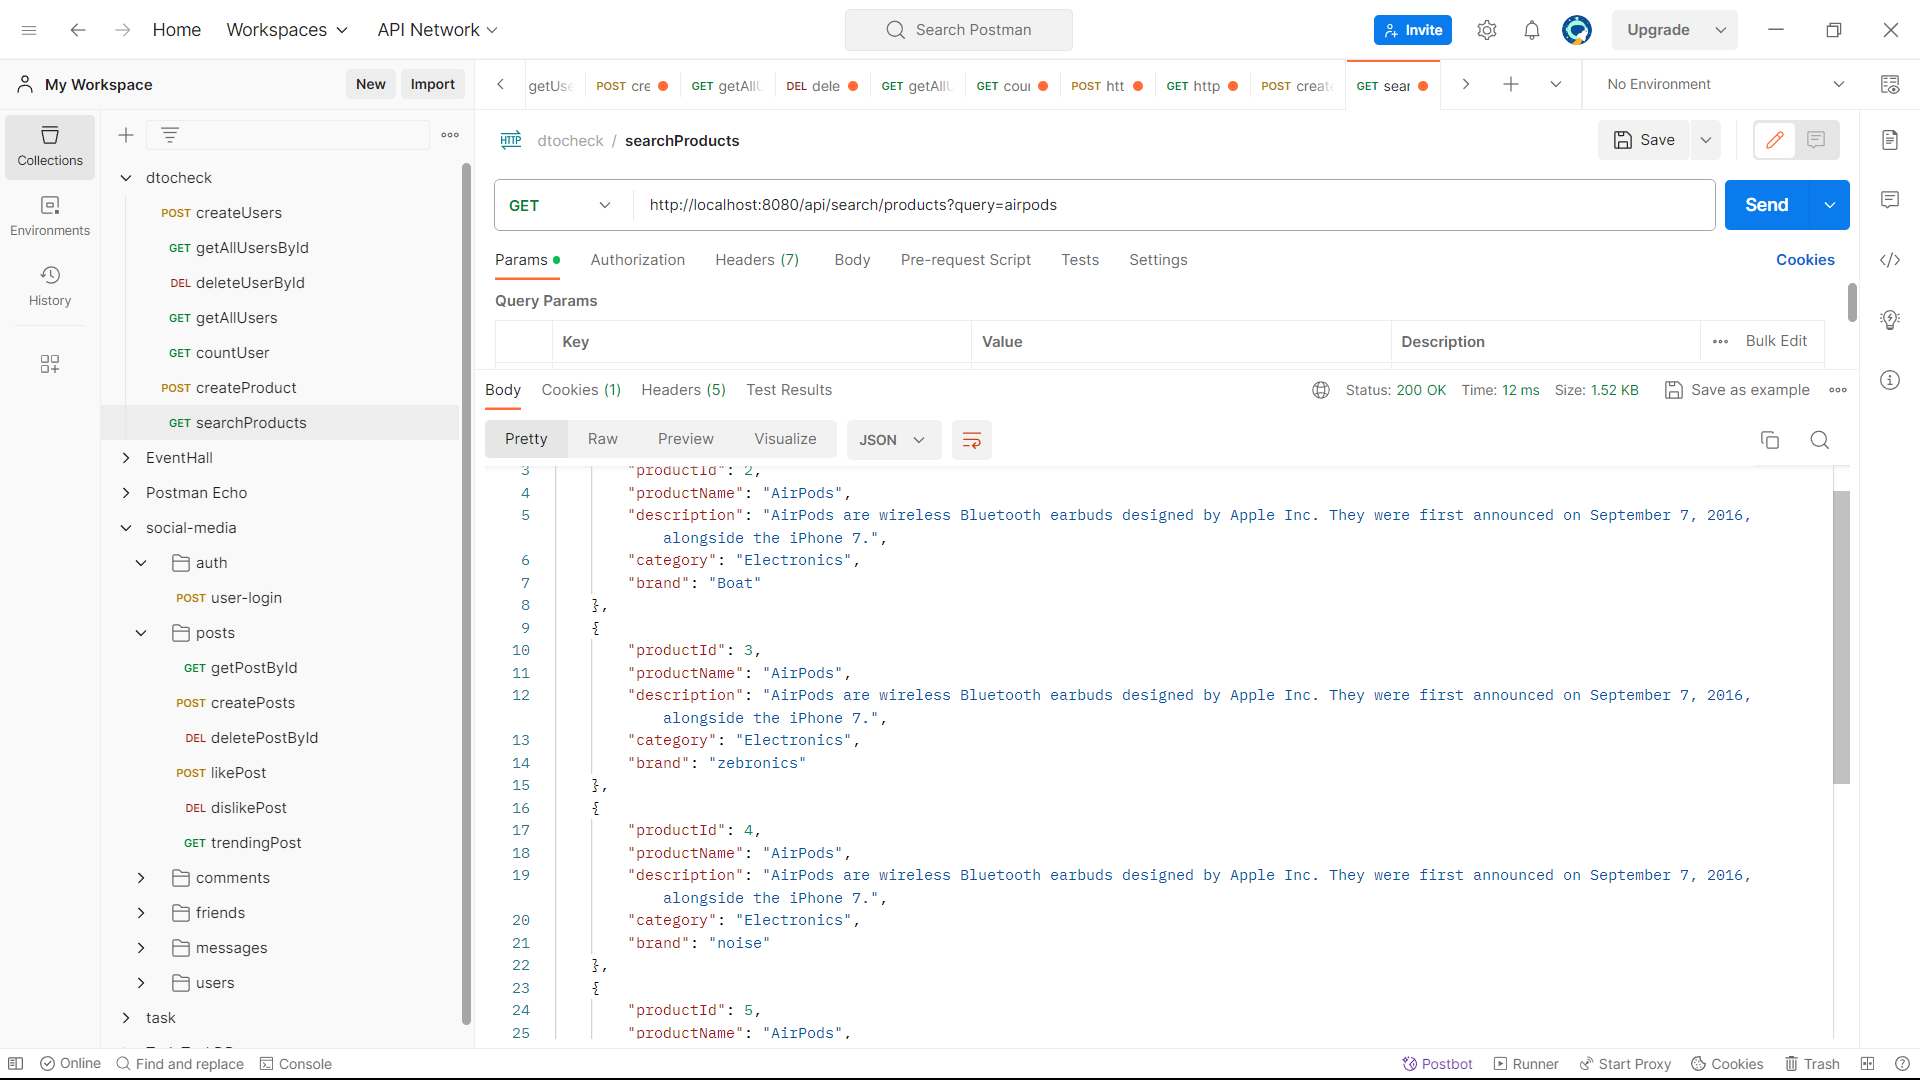 Home Workspaces API Network Search Postman Invite Upgrade
My Workspace New Import
getUse POST cre GET getAllU DEL dele GET getAllU GET cour POST htt GET http POST create GET sear No Environment
Collections
Environments
History
dtocheck
POST createUsers
GET getAllUsersById
DEL deleteUserById
GET getAllUsers
GET countUser
POST createProduct
GET searchProducts
EventHall
Postman Echo
social-media
auth
POST user-login
posts
GET getPostById
POST createPosts
DEL deletePostById
POST likePost
DEL dislikePost
GET trendingPost
comments
friends
messages
users
task
HTTP dtocheck / searchProducts Save
GET http://localhost:8080/api/search/products?query=airpods Send
Params Authorization Headers (7) Body Pre-request Script Tests Settings Cookies
Query Params
Key Value Description Bulk Edit
Body Cookies (1) Headers (5) Test Results Status: 200 OK Time: 12 ms Size: 1.52 KB Save as example
Pretty Raw Preview Visualize JSON
3 "productId": 2,
4 "productName": "AirPods",
5 "description": "AirPods are wireless Bluetooth earbuds designed by Apple Inc. They were first announced on September 7, 2016,
alongside the iPhone 7.",
6 "category": "Electronics",
7 "brand": "Boat"
8 },
9 {
10 "productId": 3,
11 "productName": "AirPods",
12 "description": "AirPods are wireless Bluetooth earbuds designed by Apple Inc. They were first announced on September 7, 2016,
alongside the iPhone 7.",
13 "category": "Electronics",
14 "brand": "zebronics"
15 },
16 {
17 "productId": 4,
18 "productName": "AirPods",
19 "description": "AirPods are wireless Bluetooth earbuds designed by Apple Inc. They were first announced on September 7, 2016,
alongside the iPhone 7.",
20 "category": "Electronics",
21 "brand": "noise"
22 },
23 {
24 "productId": 5,
25 "productName": "AirPods",
Online Find and replace Console Postbot Runner Start Proxy Cookies Trash